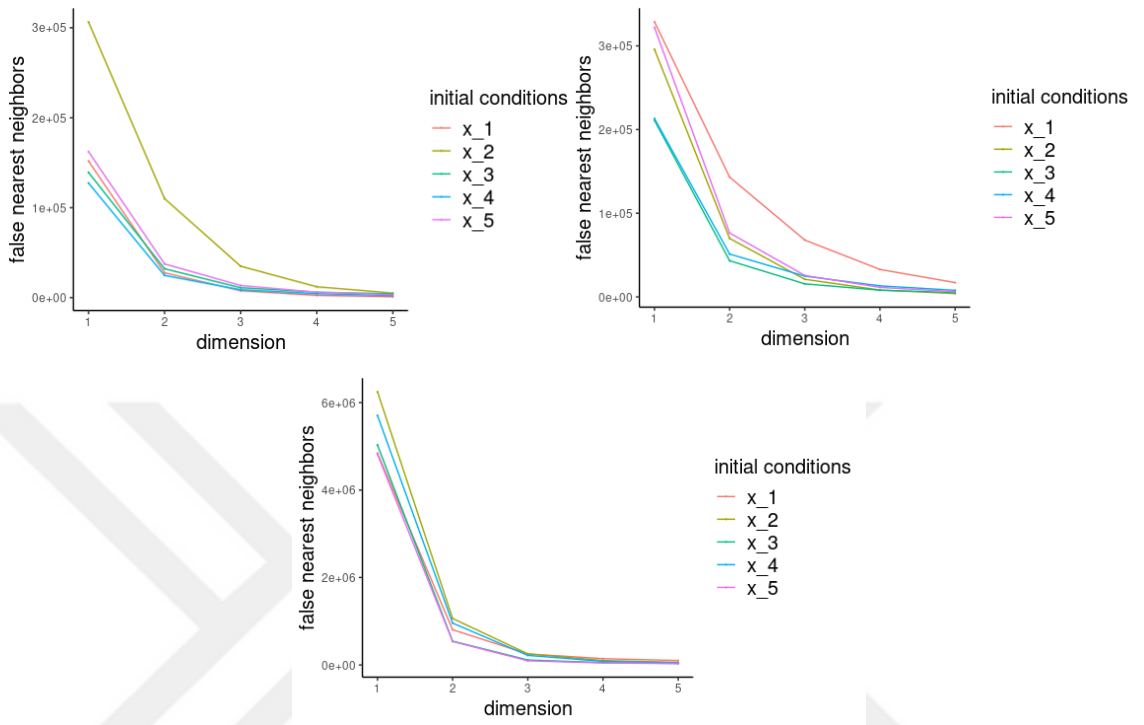 false nearest neighbors
3e+05
2e+05
1e+05
0e+00
1 2 3 4 5
dimension
initial conditions
x_1
x_2
x_3
x_4
x_5
false nearest neighbors
3e+05
2e+05
1e+05
0e+00
1 2 3 4 5
dimension
initial conditions
x_1
x_2
x_3
x_4
x_5
false nearest neighbors
6e+06
4e+06
2e+06
0e+00
1 2 3 4 5
dimension
initial conditions
x_1
x_2
x_3
x_4
x_5